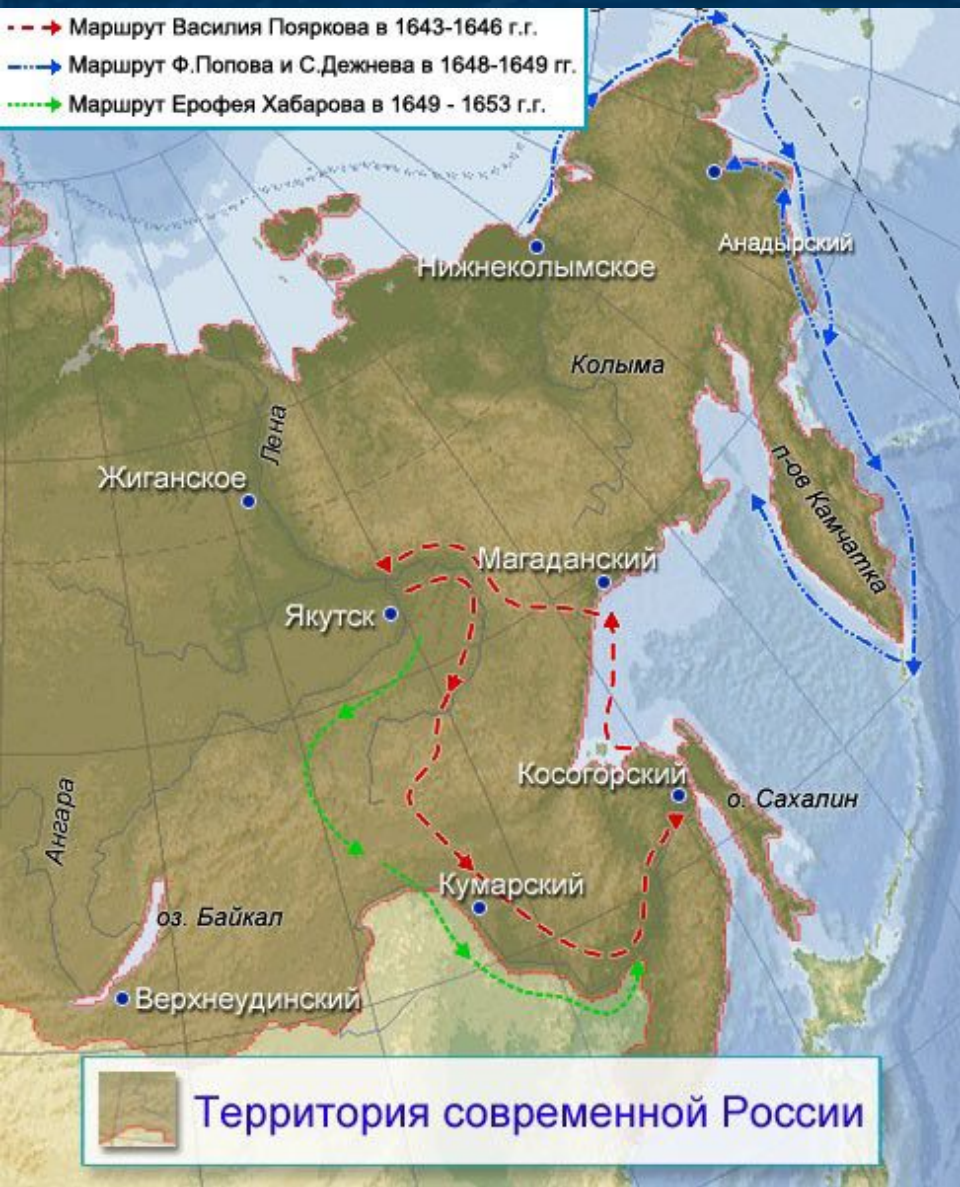 Маршрут Василия Пояркова в 1643-1646 г.г.
Маршрут Ф.Попова и С.Дежнева в 1648-1649 гг.
Маршрут Ерофея Хабарова в 1649 - 1653 г.г.
Анадырский
Нижнеколымское
Колыма
Лена
Жиганское
п-ов Камчатка
Магаданский
Якутск
Косогорский
о. Сахалин
Ангара
Кумарский
оз. Байкал
Верхнеудинский
Территория современной России